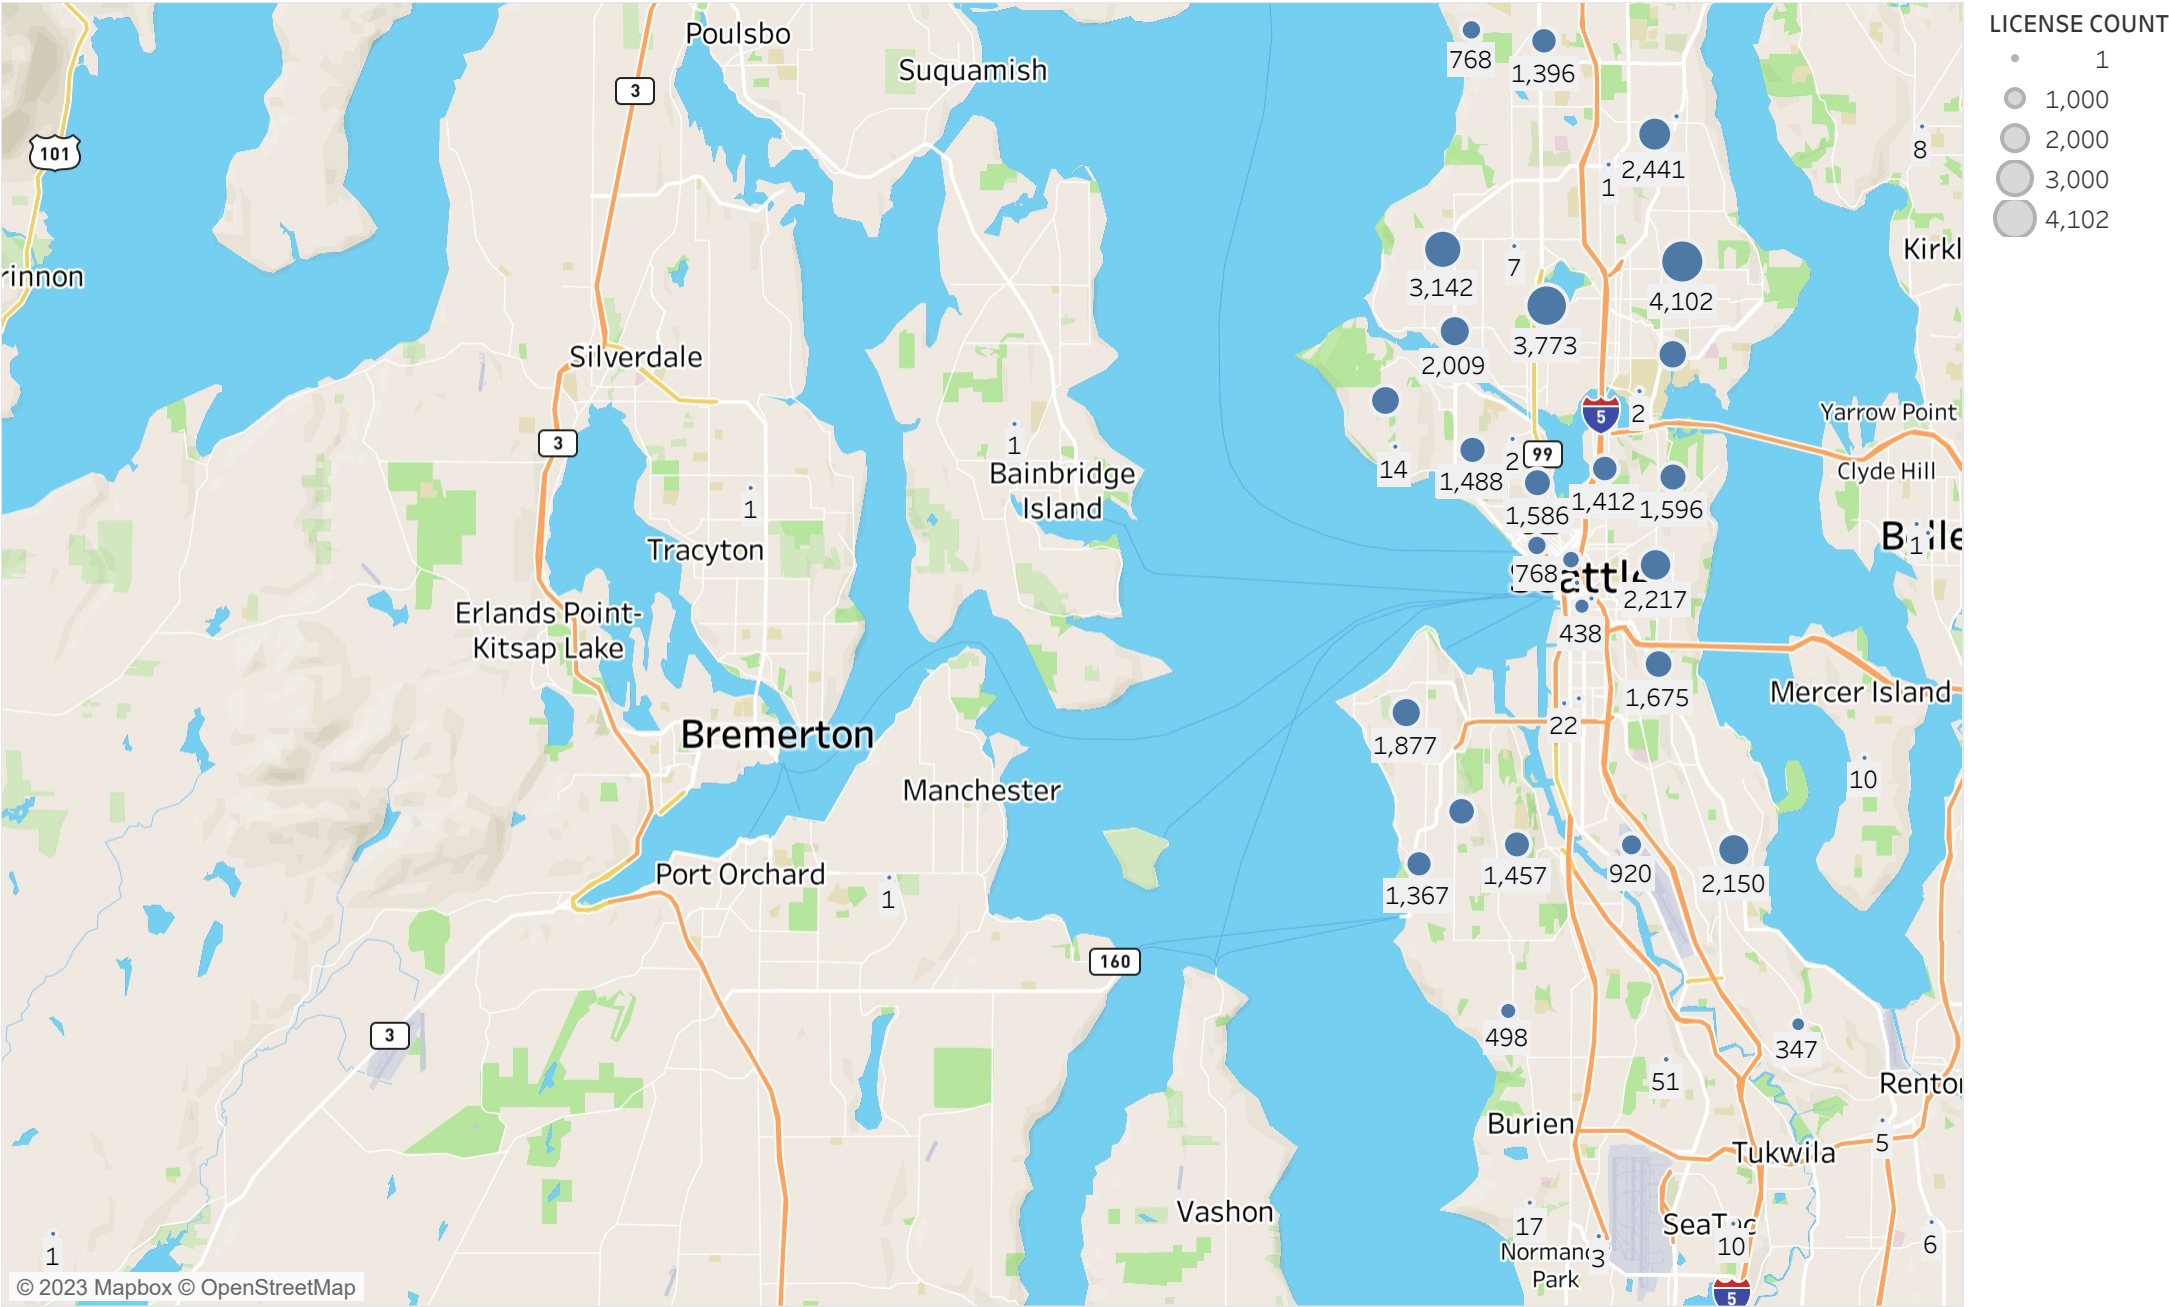 LICENSE COUNT
1
1,000
2,000
3,000
4,102
Poulsbo
Suquamish
768
1,396
3
101
2,441
1
8
3,142
7
4,102
Kirkl
rinnon
2,009
3,773
Silverdale
5
2
Yarrow Point
3
1
14
1,488
2
99
Clyde Hill
Bainbridge
Island
1
1,586
1,412
1,596
1
Tracyton
768
2,217
Erlands Point-
Kitsap Lake
438
1,675
Mercer Island
Bremerton
1,877
22
Manchester
10
Port Orchard
1
1,367
1,457
920
2,150
160
3
498
347
51
Rento
Burien
Tukwila
5
Vashon
17
Normand
Park
3
SeaTac
10
6
1
5
© 2023 Mapbox © OpenStreetMap